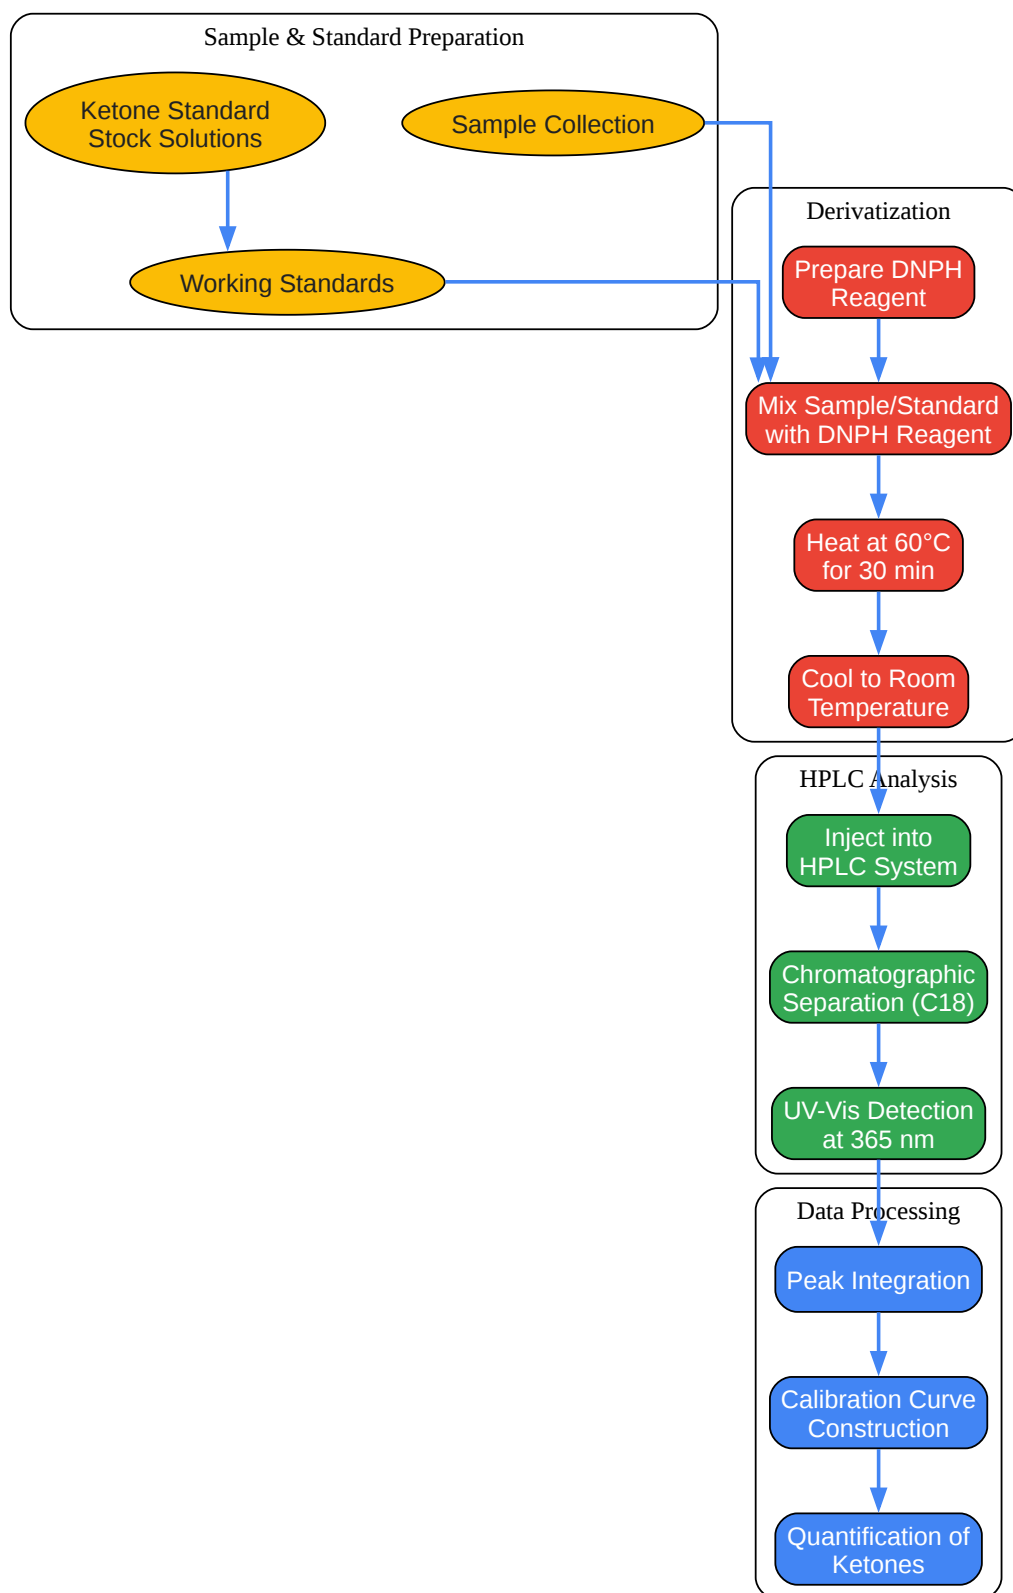 Sample & Standard Preparation
Ketone Standard
Stock Solutions
Sample Collection
Working Standards
Derivatization
Prepare DNPH
Reagent
Mix Sample/Standard
with DNPH Reagent
Heat at 60°C
for 30 min
Cool to Room
Temperature
HPLC Analysis
Inject into
HPLC System
Chromatographic
Separation (C18)
UV-Vis Detection
at 365 nm
Data Processing
Peak Integration
Calibration Curve
Construction
Quantification of
Ketones